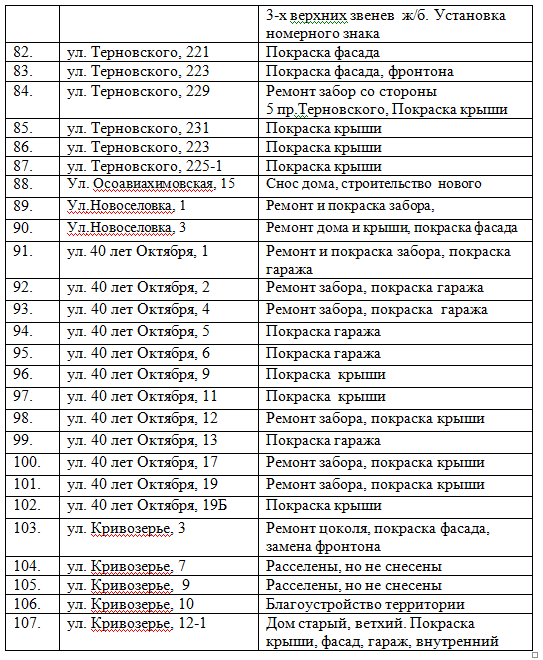 3-х верхних звенев ж/б. Установка
номерного знака
82. ул. Терновского, 221 Покраска фасада
83. ул. Терновского, 223 Покраска фасада, фронтона
84. ул. Терновского, 229 Ремонт забор со стороны
5 пр.Терновского, Покраска крыши
85. ул. Терновского, 231 Покраска крыши
86. ул. Терновского, 223 Покраска крыши
87. ул. Терновского, 225-1 Покраска крыши
88. Ул. Осоавиахимовская, 15 Снос дома, строительство нового
89. Ул.Новоселовка, 1 Ремонт и покраска забора,
90. Ул.Новоселовка, 3 Ремонт дома и крыши, покраска фасада
91. ул. 40 лет Октября, 1 Ремонт и покраска забора, покраска
гаража
92. ул. 40 лет Октября, 2 Ремонт забора, покраска гаража
93. ул. 40 лет Октября, 4 Ремонт забора, покраска гаража
94. ул. 40 лет Октября, 5 Покраска гаража
95. ул. 40 лет Октября, 6 Покраска гаража
96. ул. 40 лет Октября, 9 Покраска крыши
97. ул. 40 лет Октября, 11 Покраска крыши
98. ул. 40 лет Октября, 12 Ремонт забора, покраска крыши
99. ул. 40 лет Октября, 13 Покраска гаража
100. ул. 40 лет Октября, 17 Ремонт забора, покраска крыши
101. ул. 40 лет Октября, 19 Ремонт забора, покраска крыши
102. ул. 40 лет Октября, 19Б Покраска крыши
103. ул. Кривозерье, 3 Ремонт цоколя, покраска фасада,
замена фронтона
104. ул. Кривозерье, 7 Расселены, но не снесены
105. ул. Кривозерье, 9 Расселены, но не снесены
106. ул. Кривозерье, 10 Благоустройство территории
107. ул. Кривозерье, 12-1 Дом старый, ветхий. Покраска
крыши, фасад, гараж, внутренний